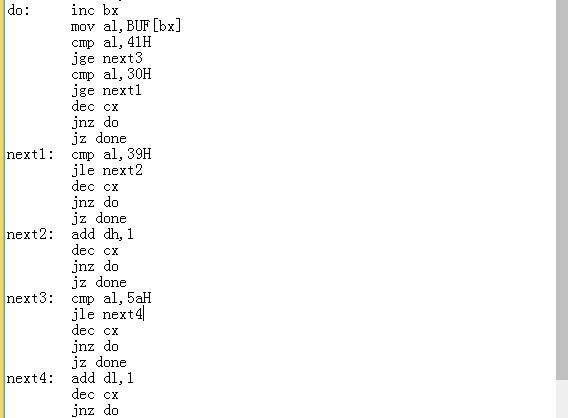 do: inc bx
mov al,BUF[bx]
cmp al,41H
jge next3
cmp al,30H
jge next1
dec cx
jnz do
jz done
next1: cmp al,39H
jle next2
dec cx
jnz do
jz done
next2: add dh,1
dec cx
jnz do
jz done
next3: cmp al,5aH
jle next4
dec cx
jnz do
jz done
next4: add dl,1
dec cx
jnz do